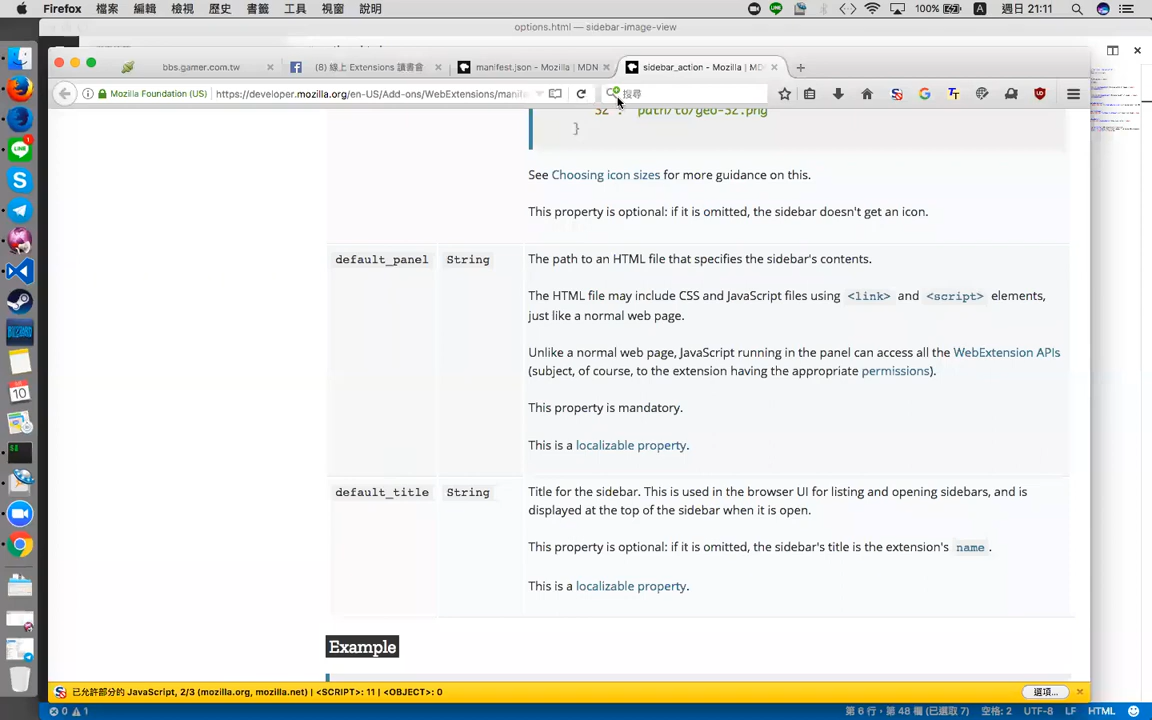 Firefox 檔案 編輯 檢視 歷史 書籤 工具 視窗 說明 100% A 週日 21:11
options.html — sidebar-image-view
bbs.gamer.com.tw (8) 線上 Extensions 讀書會 manifest.json - Mozilla | MDN sidebar_action - Mozilla | MDN
Mozilla Foundation (US) https://developer.mozilla.org/en-US/Add-ons/WebExtensions/manife 搜尋
"32": "path/to/geo-32.png"
}
See Choosing icon sizes for more guidance on this.
This property is optional: if it is omitted, the sidebar doesn't get an icon.
default_panel String The path to an HTML file that specifies the sidebar's contents.
The HTML file may include CSS and JavaScript files using <link> and <script> elements,
just like a normal web page.
Unlike a normal web page, JavaScript running in the panel can access all the WebExtension APIs
(subject, of course, to the extension having the appropriate permissions).
This property is mandatory.
This is a localizable property.
default_title String Title for the sidebar. This is used in the browser UI for listing and opening sidebars, and is
displayed at the top of the sidebar when it is open.
This property is optional: if it is omitted, the sidebar's title is the extension's name.
This is a localizable property.
Example
已允許部份的 JavaScript, 2/3 (mozilla.org, mozilla.net) | <SCRIPT>: 11 | <OBJECT>: 0 選項...
0 1 第 6 行，第 48 欄 (已選取 7) 空格: 2 UTF-8 LF HTML